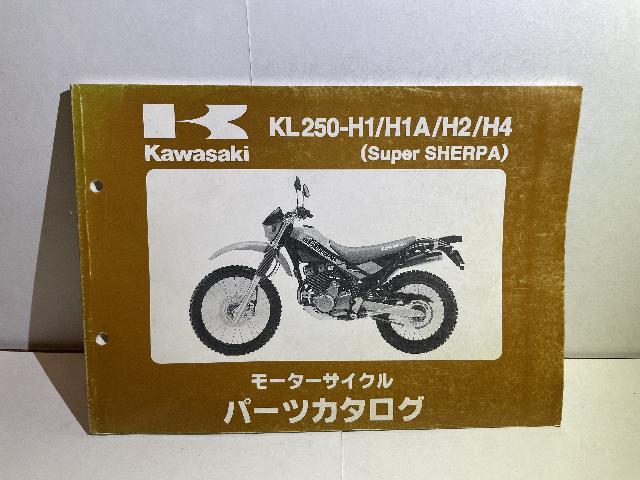 KL250-H1/H1A/H2/H4
Kawasaki
(Super SHERPA)
モーターサイクル
パーツカタログ